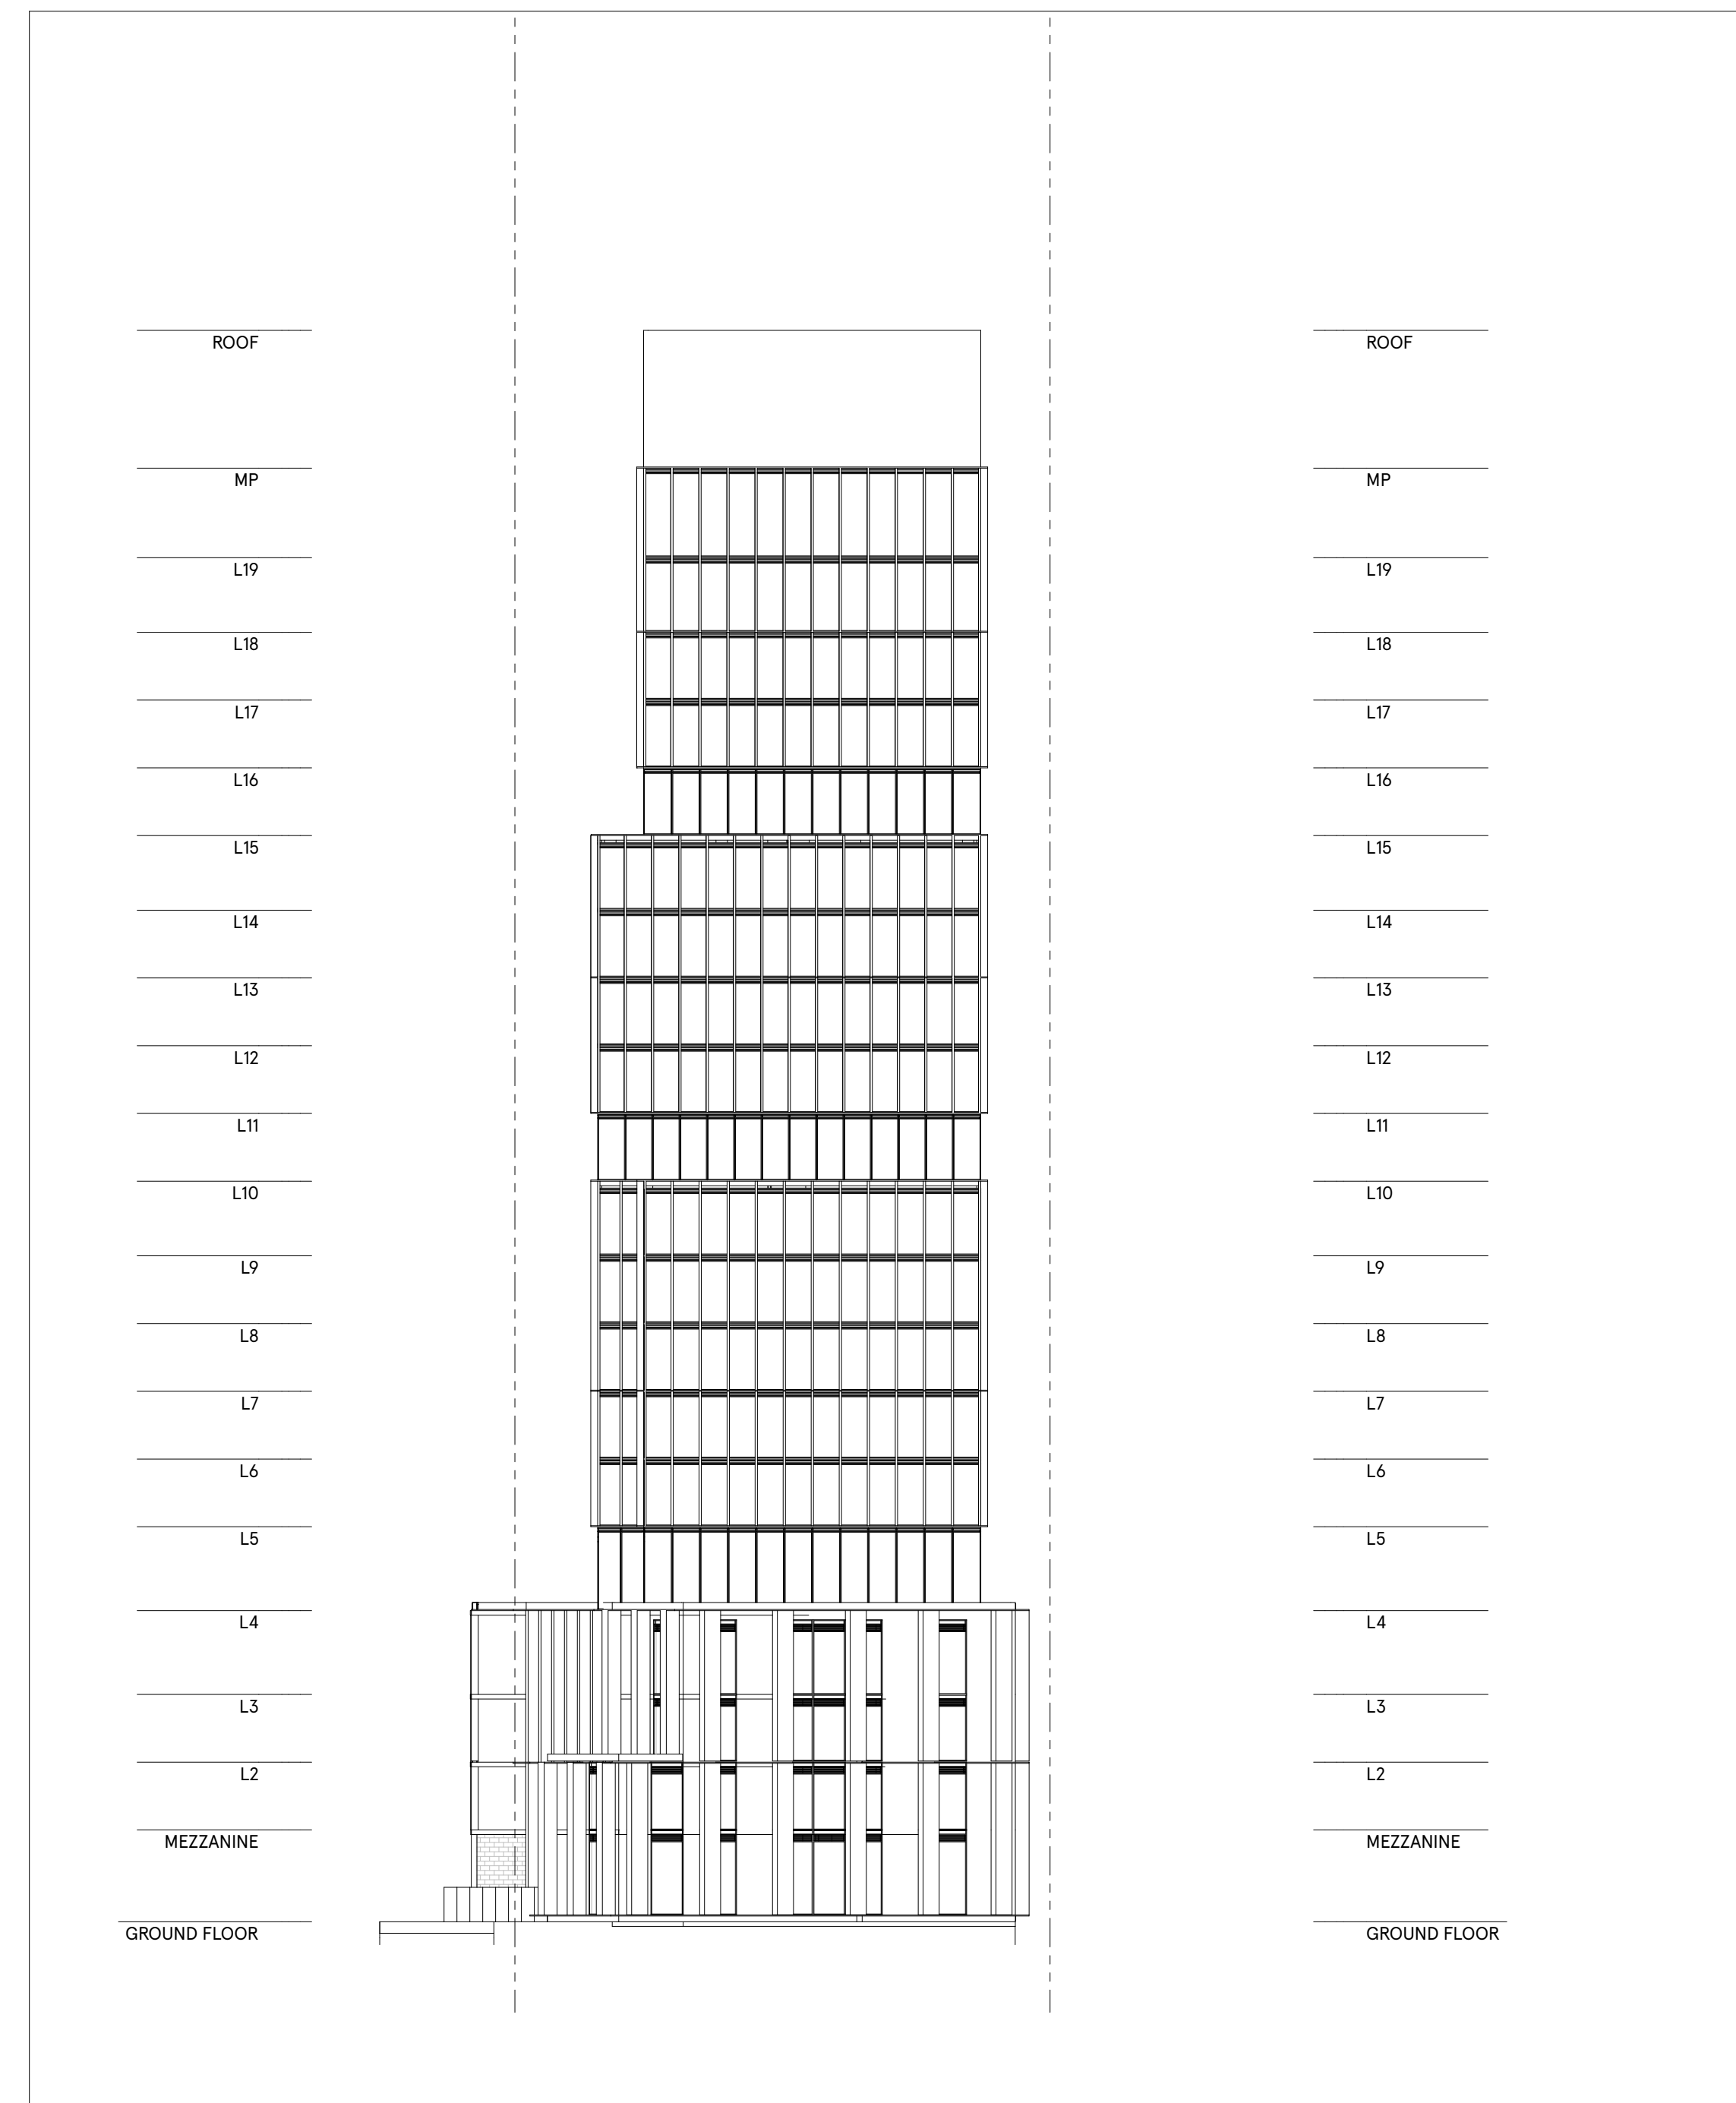 ROOF ROOF
MP MP
L19 L19
L18 L18
L17 L17
L16 L16
L15 L15
L14 L14
L13 L13
L12 L12
L11 L11
L10 L10
L9 L9
L8 L8
L7 L7
L6 L6
L5 L5
L4 L4
L3 L3
L2 L2
MEZZANINE MEZZANINE
GROUND FLOOR GROUND FLOOR